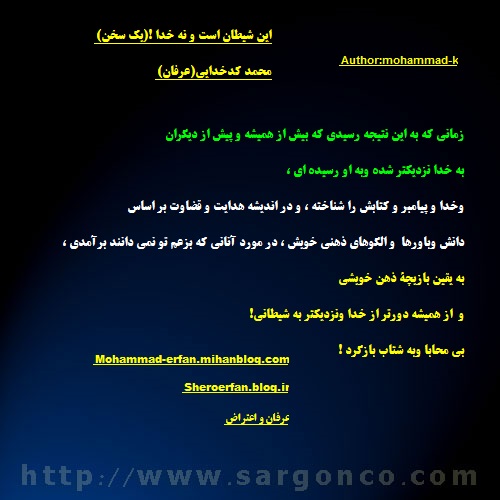 این شیطان است و نه خدا !(یک سخن)
Author:mohammad-k
محمد کدخدایی(عرفان)
زمانی که به این نتیجه رسیدی که بیش از همیشه و پیش از دیگران
به خدا نزدیکتر شده وبه او رسیده ای ،
وخدا و پیامبر و کتابش را شناخته ، و در اندیشه هدایت و قضاوت بر اساس
دانش وباورها و الگوهای ذهنی خویش ، در مورد آنانی که بزعم تو نمی دانند برآمدی ،
به یقین بازیچۀ ذهن خویشی
و از همیشه دورتر از خدا ونزدیکتر به شیطانی!
بی محابا وبه شتاب بازگرد !
Mohammad-erfan.mihanblog.com
Sheroerfan.blog.ir
عرفان و اعتراض
http://www.sargonco.com